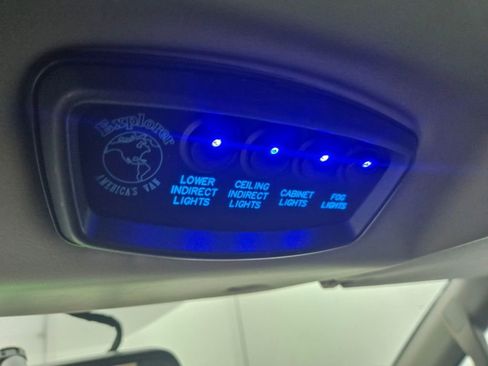 Explorer
AMERICA'S VAN
LOWER
INDIRECT
LIGHTS
CEILING
INDIRECT
LIGHTS
CABINET
LIGHTS
FOG
LIGHTS